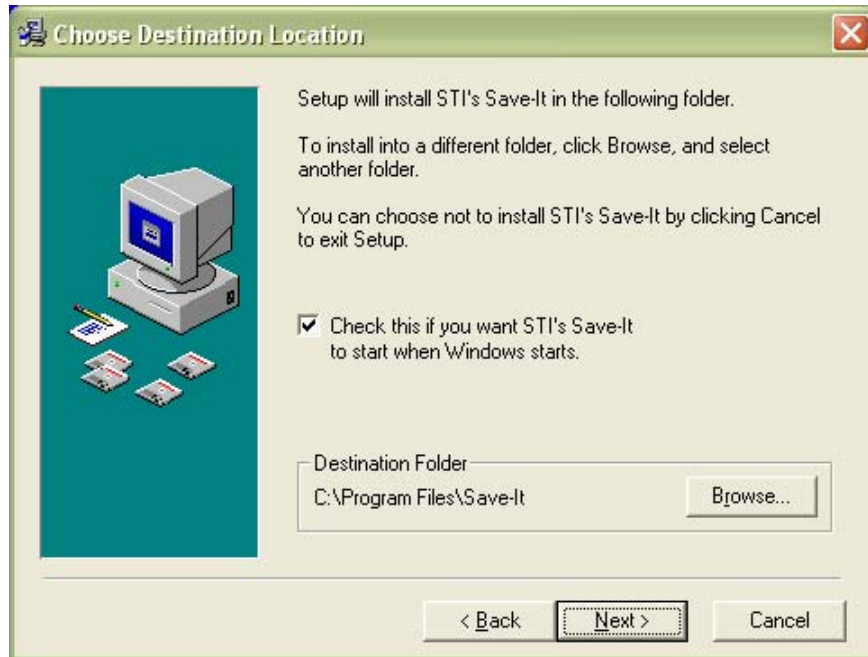 Choose Destination Location
Setup will install STI's Save-It in the following folder.
To install into a different folder, click Browse, and select
another folder.
You can choose not to install STI's Save-It by clicking Cancel
to exit Setup.
Check this if you want STI's Save-It
to start when Windows starts.
Destination Folder
C:\Program Files\Save-It
Browse...
< Back
Next >
Cancel